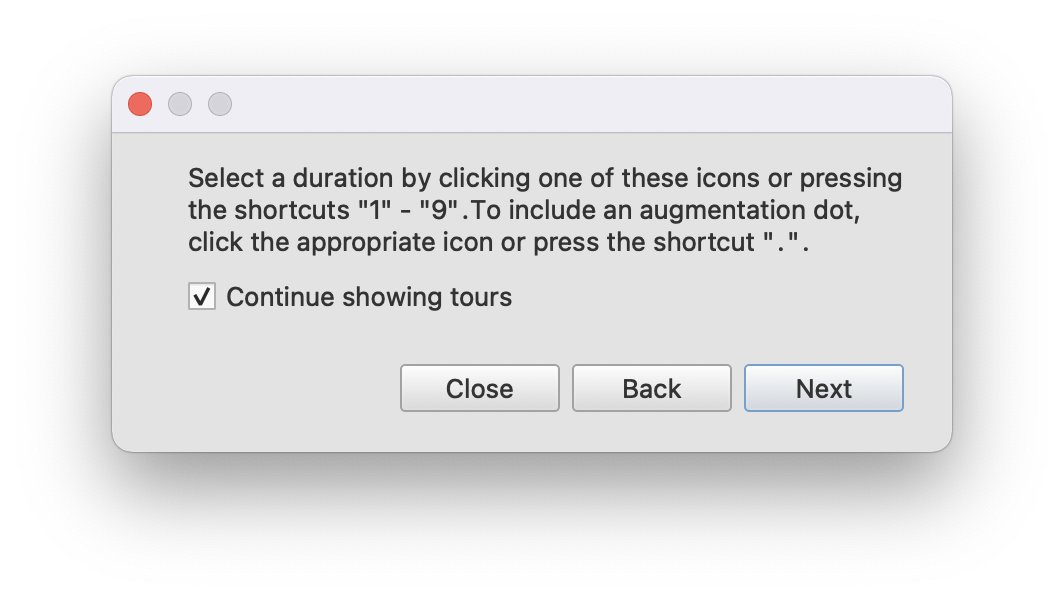 Select a duration by clicking one of these icons or pressing
the shortcuts "1" - "9".To include an augmentation dot,
click the appropriate icon or press the shortcut ".".
Continue showing tours
Close Back Next